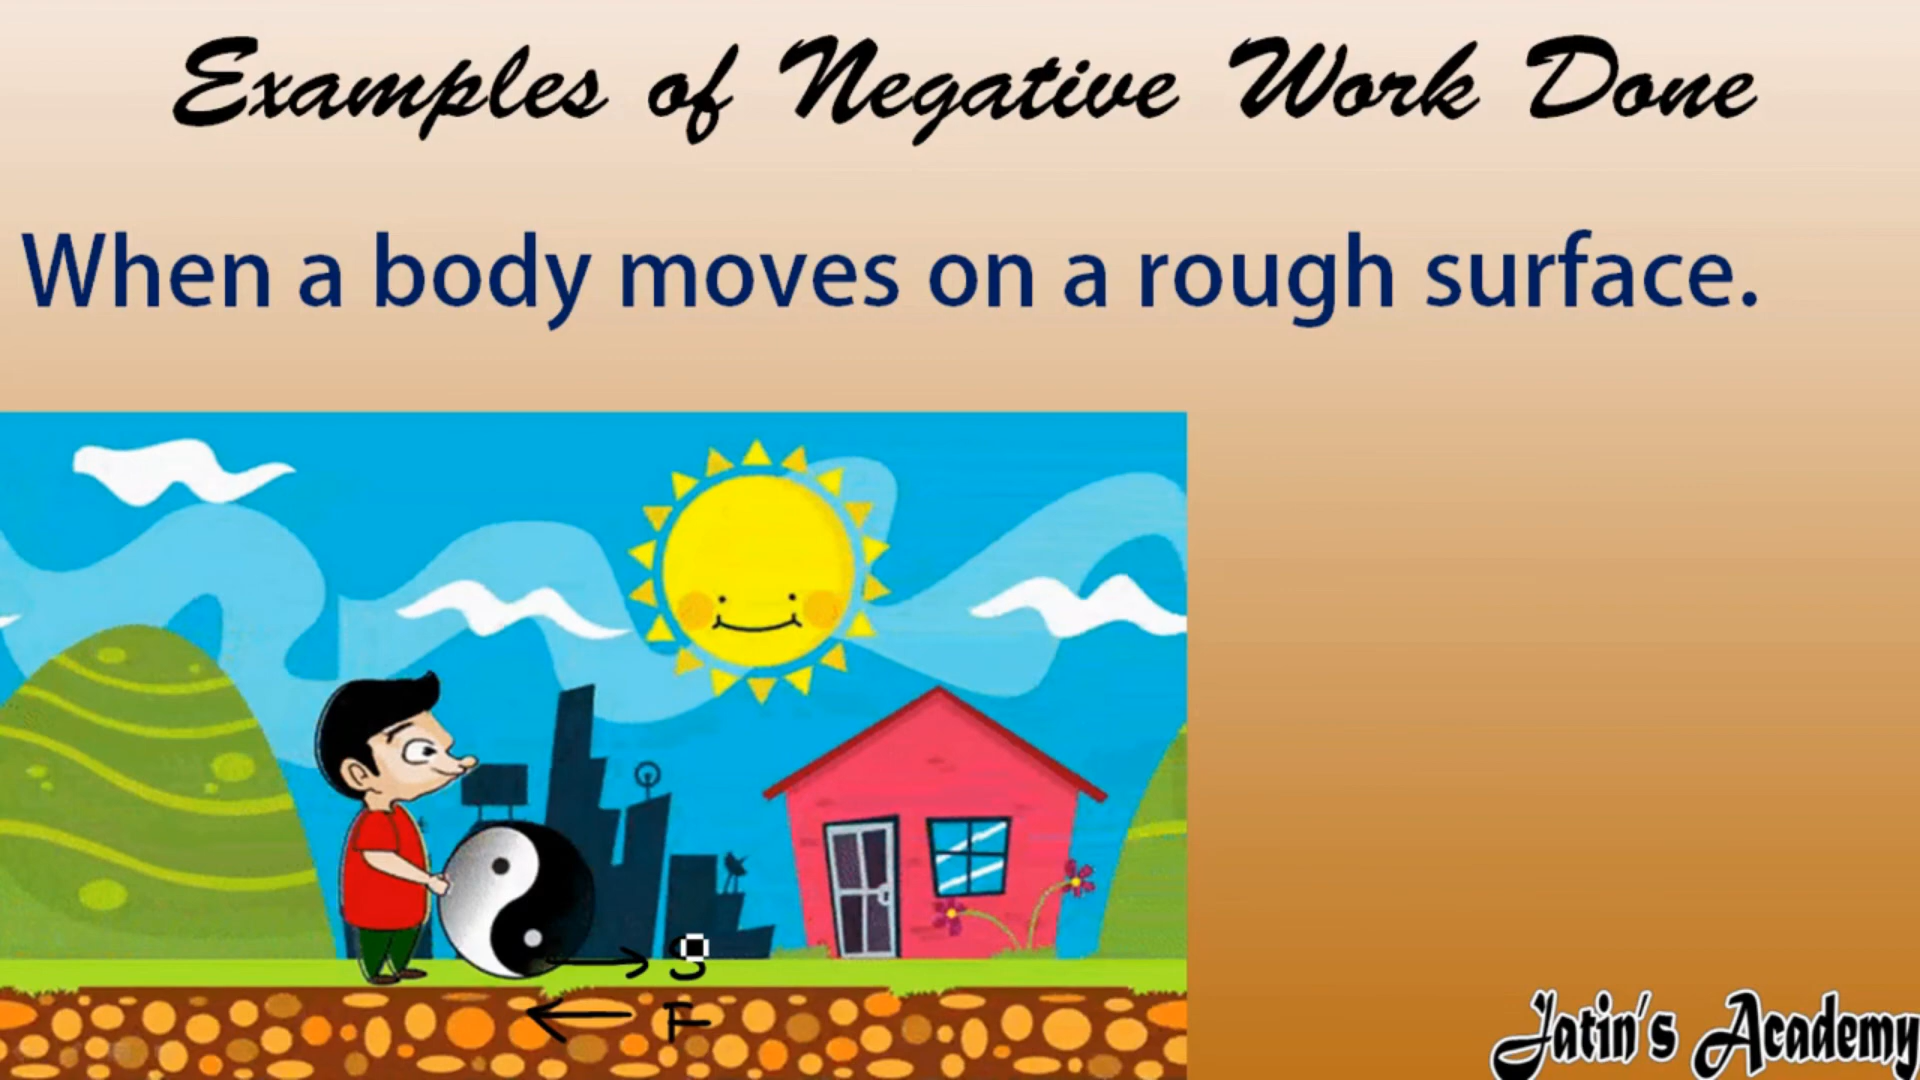 Examples of Negative Work Done
When a body moves on a rough surface.
S
F
Jatin's Academy